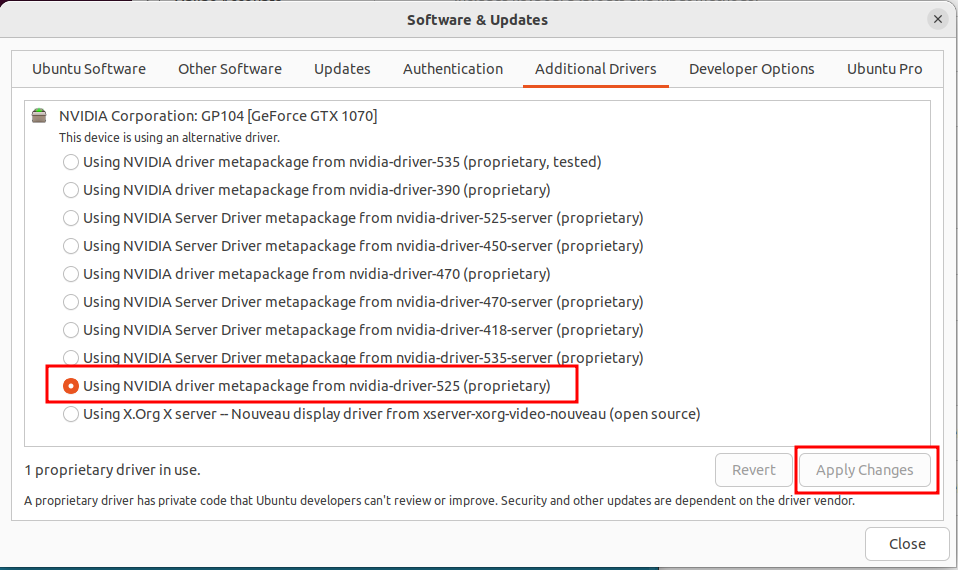 Software & Updates
Ubuntu Software Other Software Updates Authentication Additional Drivers Developer Options Ubuntu Pro
NVIDIA Corporation: GP104 [GeForce GTX 1070]
This device is using an alternative driver.
Using NVIDIA driver metapackage from nvidia-driver-535 (proprietary, tested)
Using NVIDIA driver metapackage from nvidia-driver-390 (proprietary)
Using NVIDIA Server Driver metapackage from nvidia-driver-525-server (proprietary)
Using NVIDIA Server Driver metapackage from nvidia-driver-450-server (proprietary)
Using NVIDIA driver metapackage from nvidia-driver-470 (proprietary)
Using NVIDIA Server Driver metapackage from nvidia-driver-470-server (proprietary)
Using NVIDIA Server Driver metapackage from nvidia-driver-418-server (proprietary)
Using NVIDIA Server Driver metapackage from nvidia-driver-535-server (proprietary)
Using NVIDIA driver metapackage from nvidia-driver-525 (proprietary)
Using X.Org X server -- Nouveau display driver from xserver-xorg-video-nouveau (open source)
1 proprietary driver in use. Revert Apply Changes
A proprietary driver has private code that Ubuntu developers can't review or improve. Security and other updates are dependent on the driver vendor.
Close